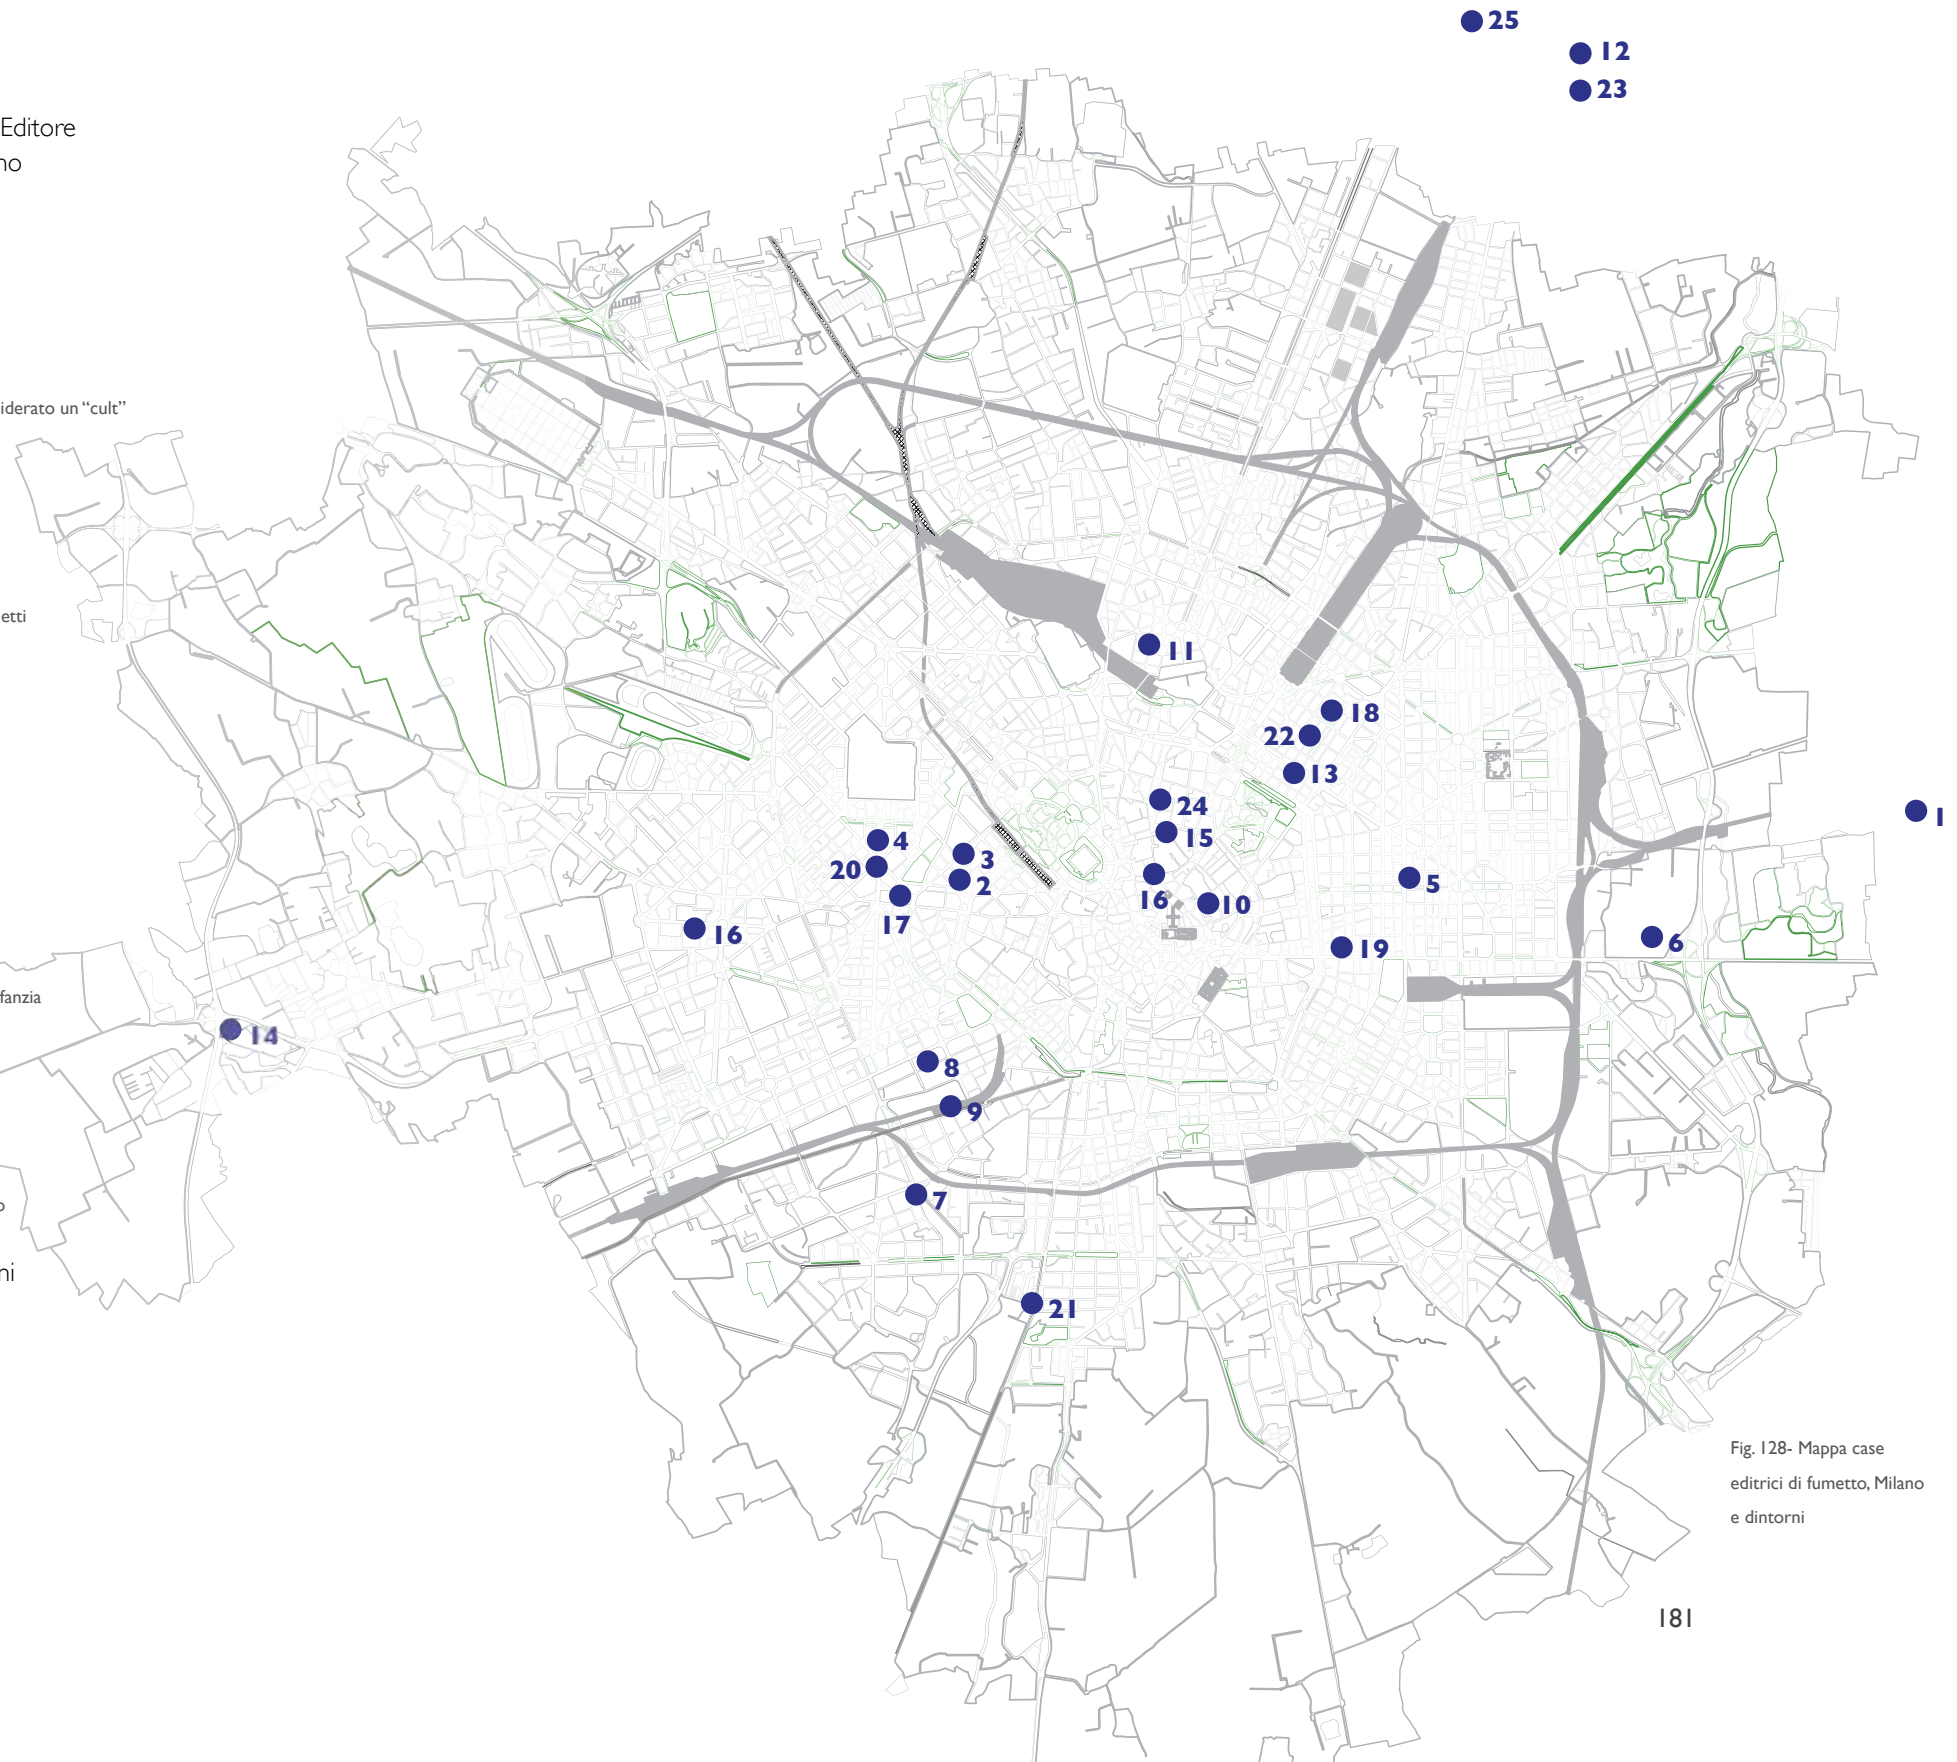 25
12
23
Editore
no
iderato un “cult”
etti
11
18
22
13
24
15
1
4
3
20
2
5
16
10
17
16
19
6
fanzia
14
8
9
o
7
ni
21
Fig. 128- Mappa case
editrici di fumetto, Milano
e dintorni
181